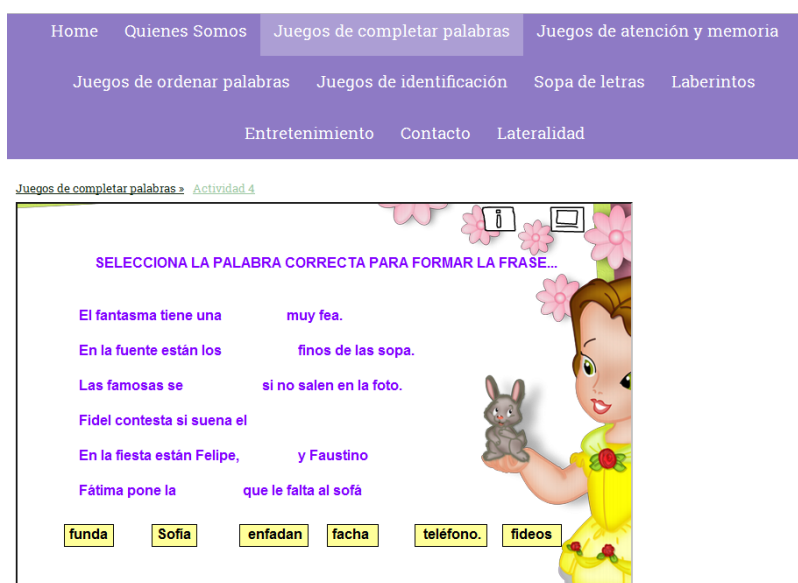 Home Quienes Somos Juegos de completar palabras Juegos de atención y memoria
Juegos de ordenar palabras Juegos de identificación Sopa de letras Laberintos
Entretenimiento Contacto Lateralidad
Juegos de completar palabras » Actividad 4
i
SELECCIONA LA PALABRA CORRECTA PARA FORMAR LA FRASE...
El fantasma tiene una muy fea.
En la fuente están los finos de las sopa.
Las famosas se si no salen en la foto.
Fidel contesta si suena el
En la fiesta están Felipe, y Faustino
Fátima pone la que le falta al sofá
funda Sofía enfadan facha teléfono. fideos